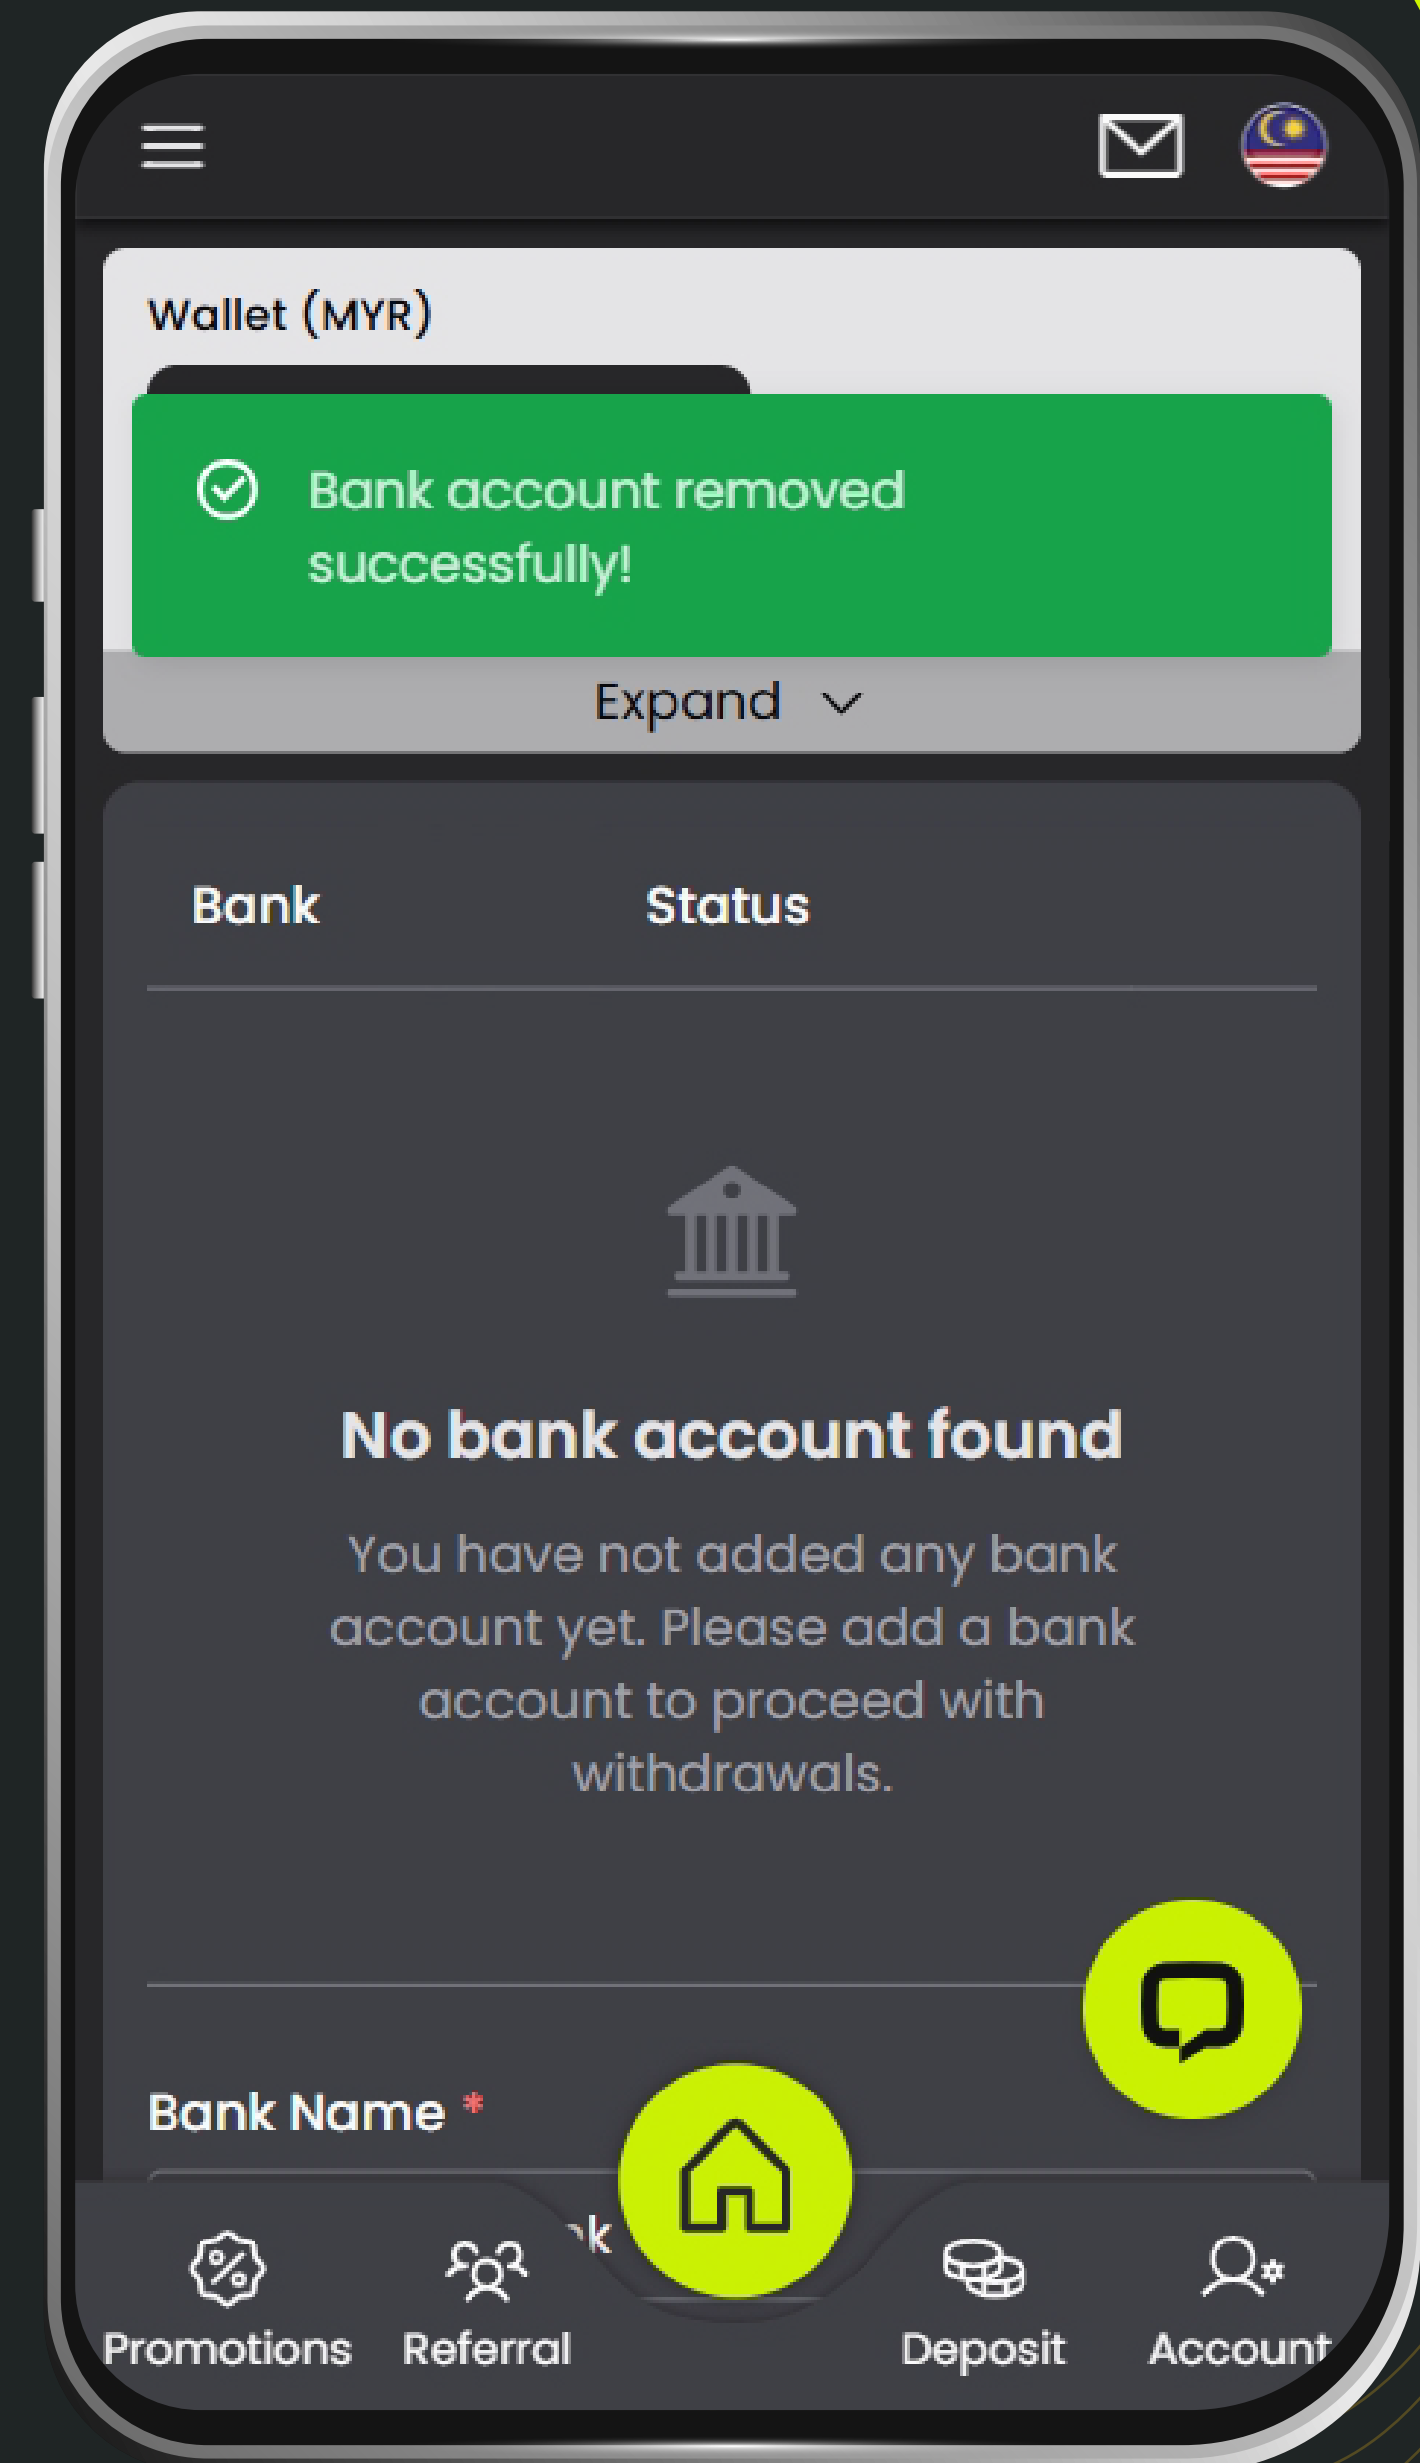 Wallet (MYR)
Bank account removed
successfully!
Expand
Bank Status
No bank account found
You have not added any bank
account yet. Please add a bank
account to proceed with
withdrawals.
Bank Name *
Promotions Referral Deposit Account